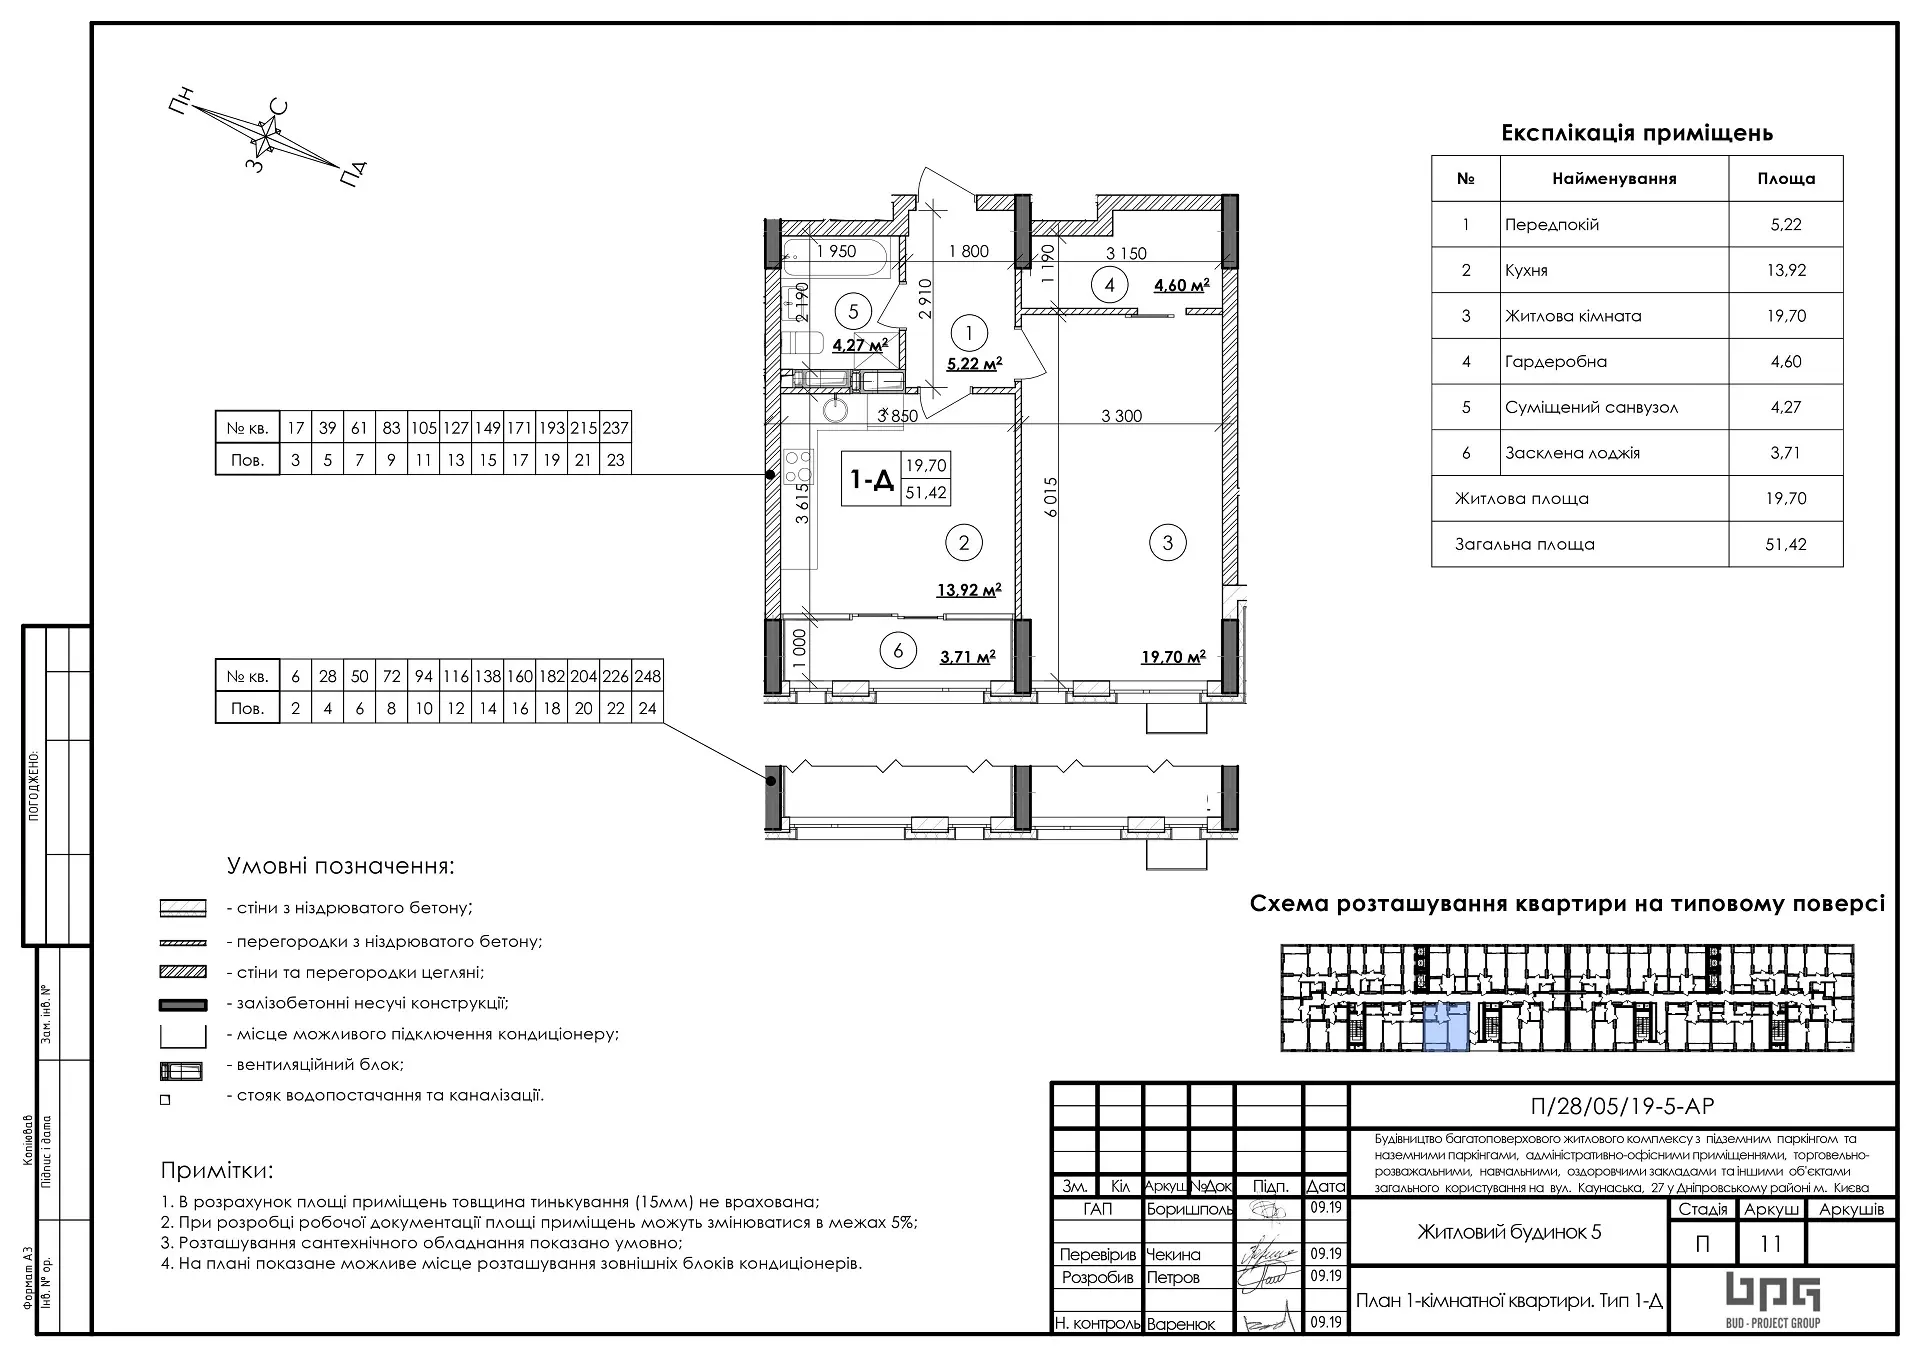 Пн
С
З
Пд
Експлікація приміщень
№ Найменування Площа
1 Передпокій 5,22
2 Кухня 13,92
3 Житлова кімната 19,70
4 Гардеробна 4,60
5 Суміщений санвузол 4,27
6 Засклена лоджія 3,71
Житлова площа 19,70
Загальна площа 51,42
1 950
1 800
3 150
1 190
2 190
2 910
4
4,60 м²
5
4,27 м²
1
5,22 м²
3 850
3 300
1-Д
19,70
51,42
3 615
6 015
2
3
13,92 м²
1 000
6
3,71 м²
19,70 м²
№ кв. 17 39 61 83 105 127 149 171 193 215 237
Пов. 3 5 7 9 11 13 15 17 19 21 23
№ кв. 6 28 50 72 94 116 138 160 182 204 226 248
Пов. 2 4 6 8 10 12 14 16 18 20 22 24
Умовні позначення:
- стіни з ніздрюватого бетону;
- перегородки з ніздрюватого бетону;
- стіни та перегородки цегляні;
- залізобетонні несучі конструкції;
- місце можливого підключення кондиціонеру;
- вентиляційний блок;
- стояк водопостачання та каналізації.
Примітки:
1. В розрахунок площі приміщень товщина тинькування (15мм) не врахована;
2. При розробці робочої документації площі приміщень можуть змінюватися в межах 5%;
3. Розташування сантехнічного обладнання показано умовно;
4. На плані показане можливе місце розташування зовнішніх блоків кондиціонерів.
Схема розташування квартири на типовому поверсі
П/28/05/19-5-АР
Будівництво багатоповерхового житлового комплексу з підземним паркінгом та
наземними паркінгами, адміністративно-офісними приміщеннями, торговельно-
розважальними, навчальними, оздоровчими закладами та іншими об'єктами
загального користування на вул. Каунаська, 27 у Дніпровському районі м. Києва
Зм. Кіл Аркуш №Док Підп. Дата
ГАП Боришполь 09.19
Перевірив Чекина 09.19
Розробив Петров 09.19
Н. контроль Варенюк 09.19
Житловий будинок 5
Стадія Аркуш Аркушів
П 11
План 1-кімнатної квартири. Тип 1-Д
bpg
BUD - PROJECT GROUP
ПОГОДЖЕНО:
Зам. інв. №
Підпис і дата
Інв. № ор.
Копіював
Формат А3